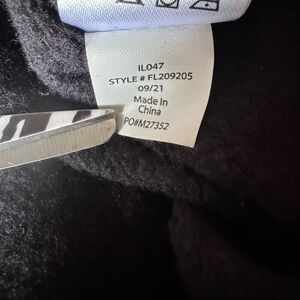 IL047
STYLE # FL209205
09/21
Made In
China
PO#M27352